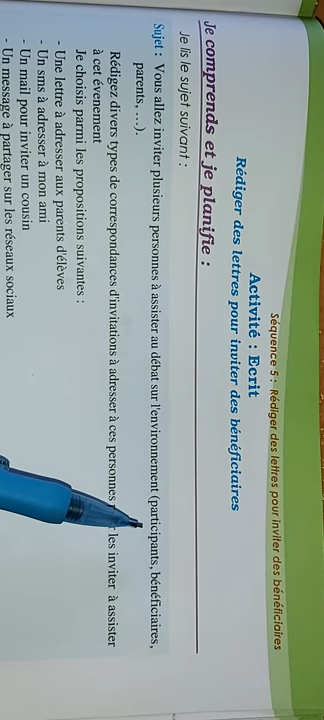 Séquence 5 : Rédiger des lettres pour inviter des bénéficiaires
Activité : Ecrit
Rédiger des lettres pour inviter des bénéficiaires
Je comprends et je planifie :
Je lis le sujet suivant :
Sujet : Vous allez inviter plusieurs personnes à assister au débat sur l'environnement (participants, bénéficiaires,
parents, ...).
Rédigez divers types de correspondances d'invitations à adresser à ces personnes les inviter à assister
à cet évenement
Je choisis parmi les propositions suivantes :
- Une lettre à adresser aux parents d'élèves
- Un sms à adresser à mon ami
- Un mail pour inviter un cousin
- Un message à partager sur les réseaux sociaux